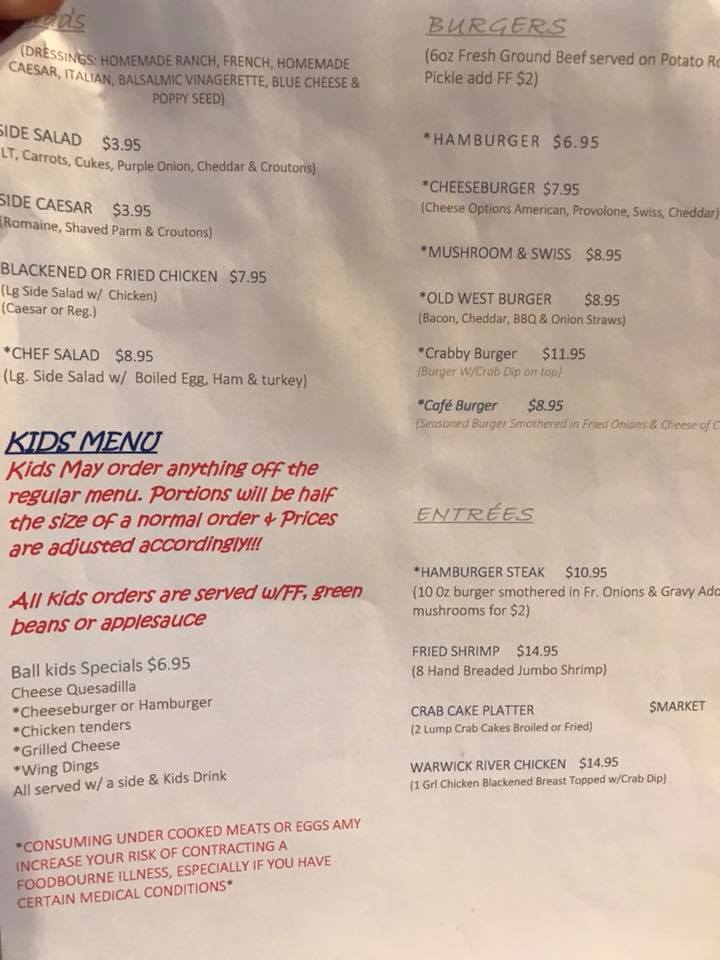 (DRESSINGS: HOMEMADE RANCH, FRENCH, HOMEMADE
CAESAR, ITALIAN, BALSALMIC VINAGERETTE, BLUE CHEESE &
POPPY SEED)
SIDE SALAD $3.95
LT, Carrots, Cukes, Purple Onion, Cheddar & Croutons)
SIDE CAESAR $3.95
(Romaine, Shaved Parm & Croutons)
BLACKENED OR FRIED CHICKEN $7.95
(Lg Side Salad w/ Chicken)
(Caesar or Reg.)
*CHEF SALAD $8.95
(Lg. Side Salad w/ Boiled Egg, Ham & turkey)
KIDS MENU
Kids May order anything off the
regular menu. Portions will be half
the size of a normal order & Prices
are adjusted accordingly!!!
All kids orders are served w/FF, green
beans or applesauce
Ball kids Specials $6.95
Cheese Quesadilla
*Cheeseburger or Hamburger
*Chicken tenders
*Grilled Cheese
*Wing Dings
All served w/ a side & Kids Drink
*CONSUMING UNDER COOKED MEATS OR EGGS AMY
INCREASE YOUR RISK OF CONTRACTING A
FOODBOURNE ILLNESS, ESPECIALLY IF YOU HAVE
CERTAIN MEDICAL CONDITIONS*
BURGERS
(6oz Fresh Ground Beef served on Potato
Pickle add FF $2)
*HAMBURGER $6.95
*CHEESEBURGER $7.95
(Cheese Options American, Provolone, Swiss, Cheddar)
*MUSHROOM & SWISS $8.95
*OLD WEST BURGER $8.95
(Bacon, Cheddar, BBQ & Onion Straws)
*Crabby Burger $11.95
(Burger W/Crab Dip on top)
*Café Burger $8.95
(Seasoned Burger Smothered in Fried Onions & Cheese of
ENTRÉES
*HAMBURGER STEAK $10.95
(10 Oz burger smothered in Fr. Onions & Gravy Add
mushrooms for $2)
FRIED SHRIMP $14.95
(8 Hand Breaded Jumbo Shrimp)
CRAB CAKE PLATTER $MARKET
(2 Lump Crab Cakes Broiled or Fried)
WARWICK RIVER CHICKEN $14.95
(1 Grl Chicken Blackened Breast Topped w/Crab Dip)